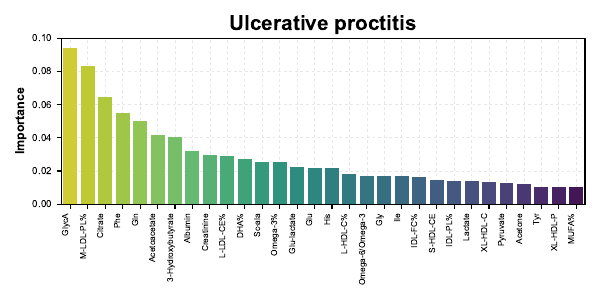 Ulcerative proctitis
Importance
0.10
0.08
0.06
0.04
0.02
0.00
GlycA
M-LDL-PL%
Citrate
Phe
Gln
Acetoacetate
3-Hydroxybutyrate
Albumin
Creatinine
L-LDL-CE%
DHA%
Omega-3%
Glu-lactate
Glu
His
L-HDL-C%
Omega-6/Omega-3
Gly
Ile
IDL-FC%
S-HDL-CE
IDL-PL%
Lactate
XL-HDL-C
Pyruvate
Acetone
Tyr
XL-HDL-P
MUFA%